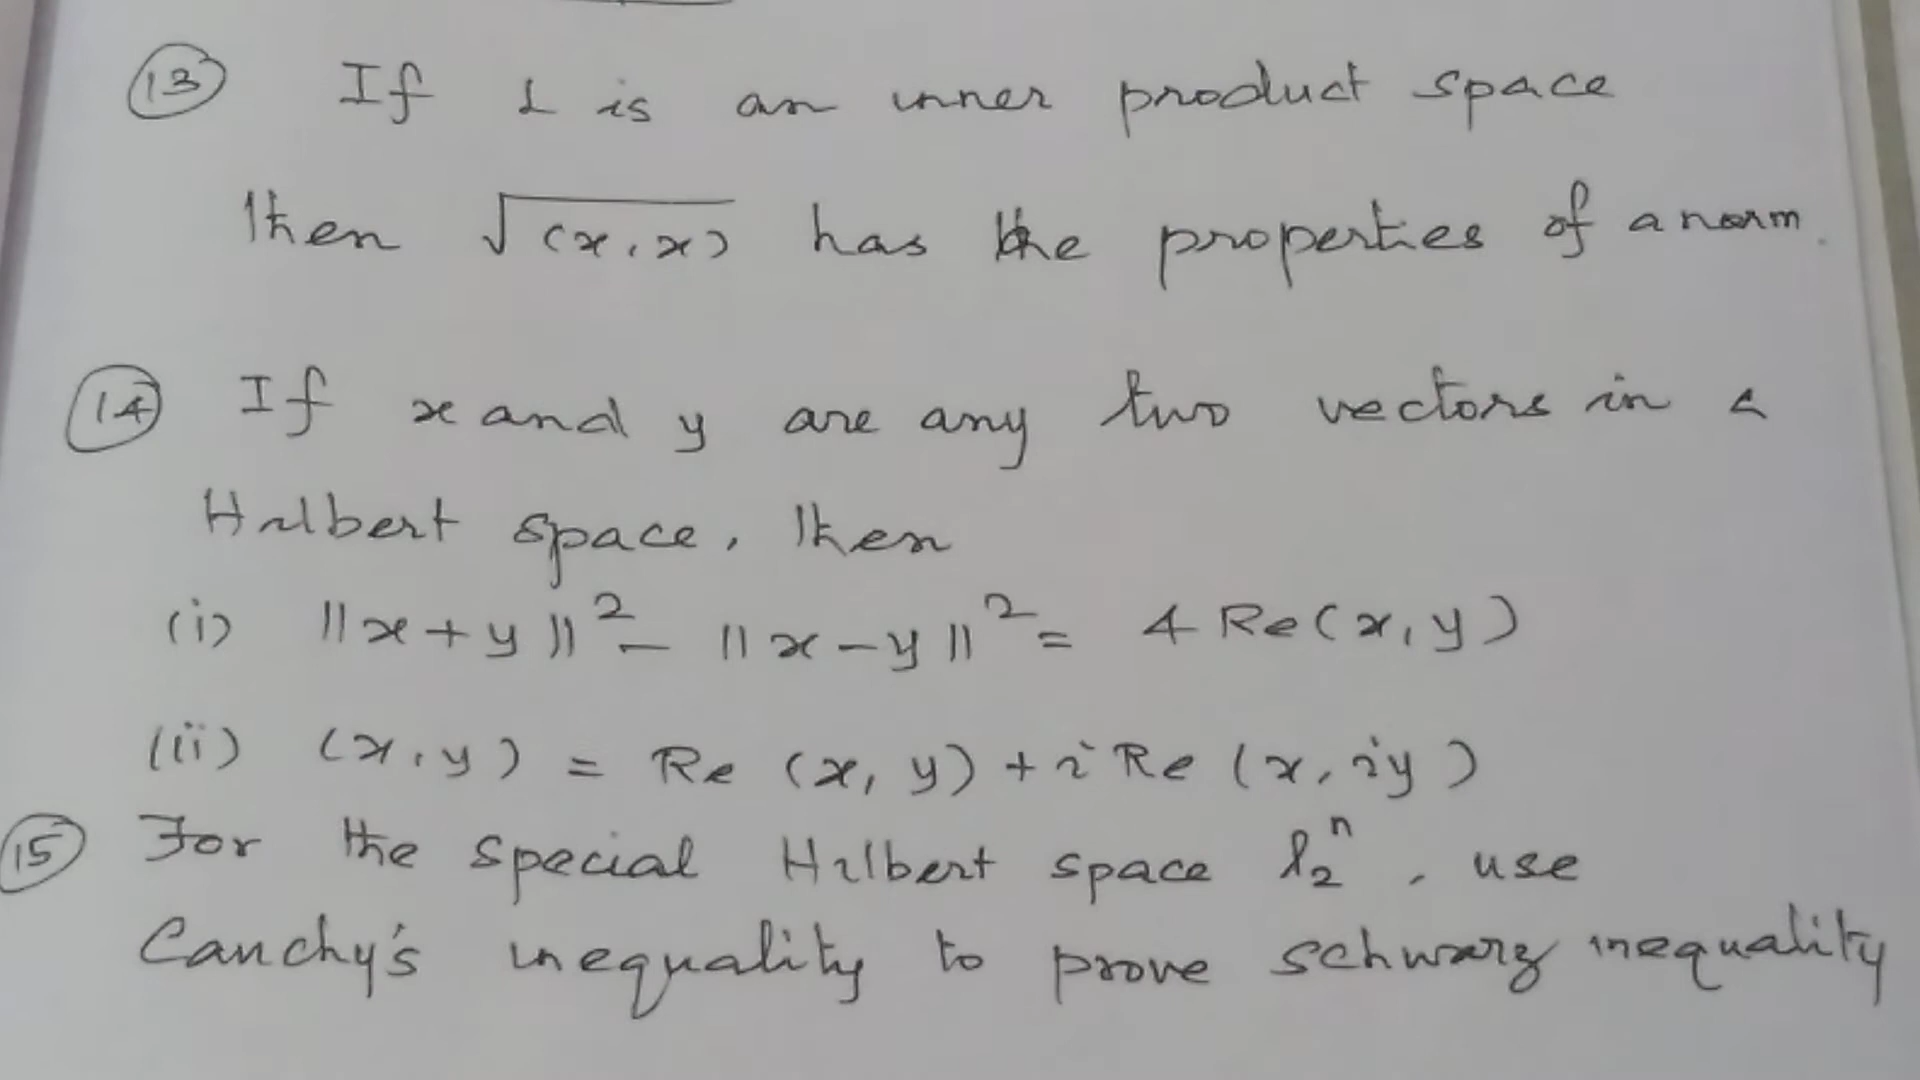 (13) If L is an inner product space
then √(x,x) has the properties of a norm.
(14) If x and y are any two vectors in a
Hilbert space, then
(i) ||x+y||² - ||x-y||² = 4 Re(x,y)
(ii) (x,y) = Re (x,y) + i Re (x,iy)
(15) For the special Hilbert space l₂ⁿ, use
Cauchy's inequality to prove schwarz inequality